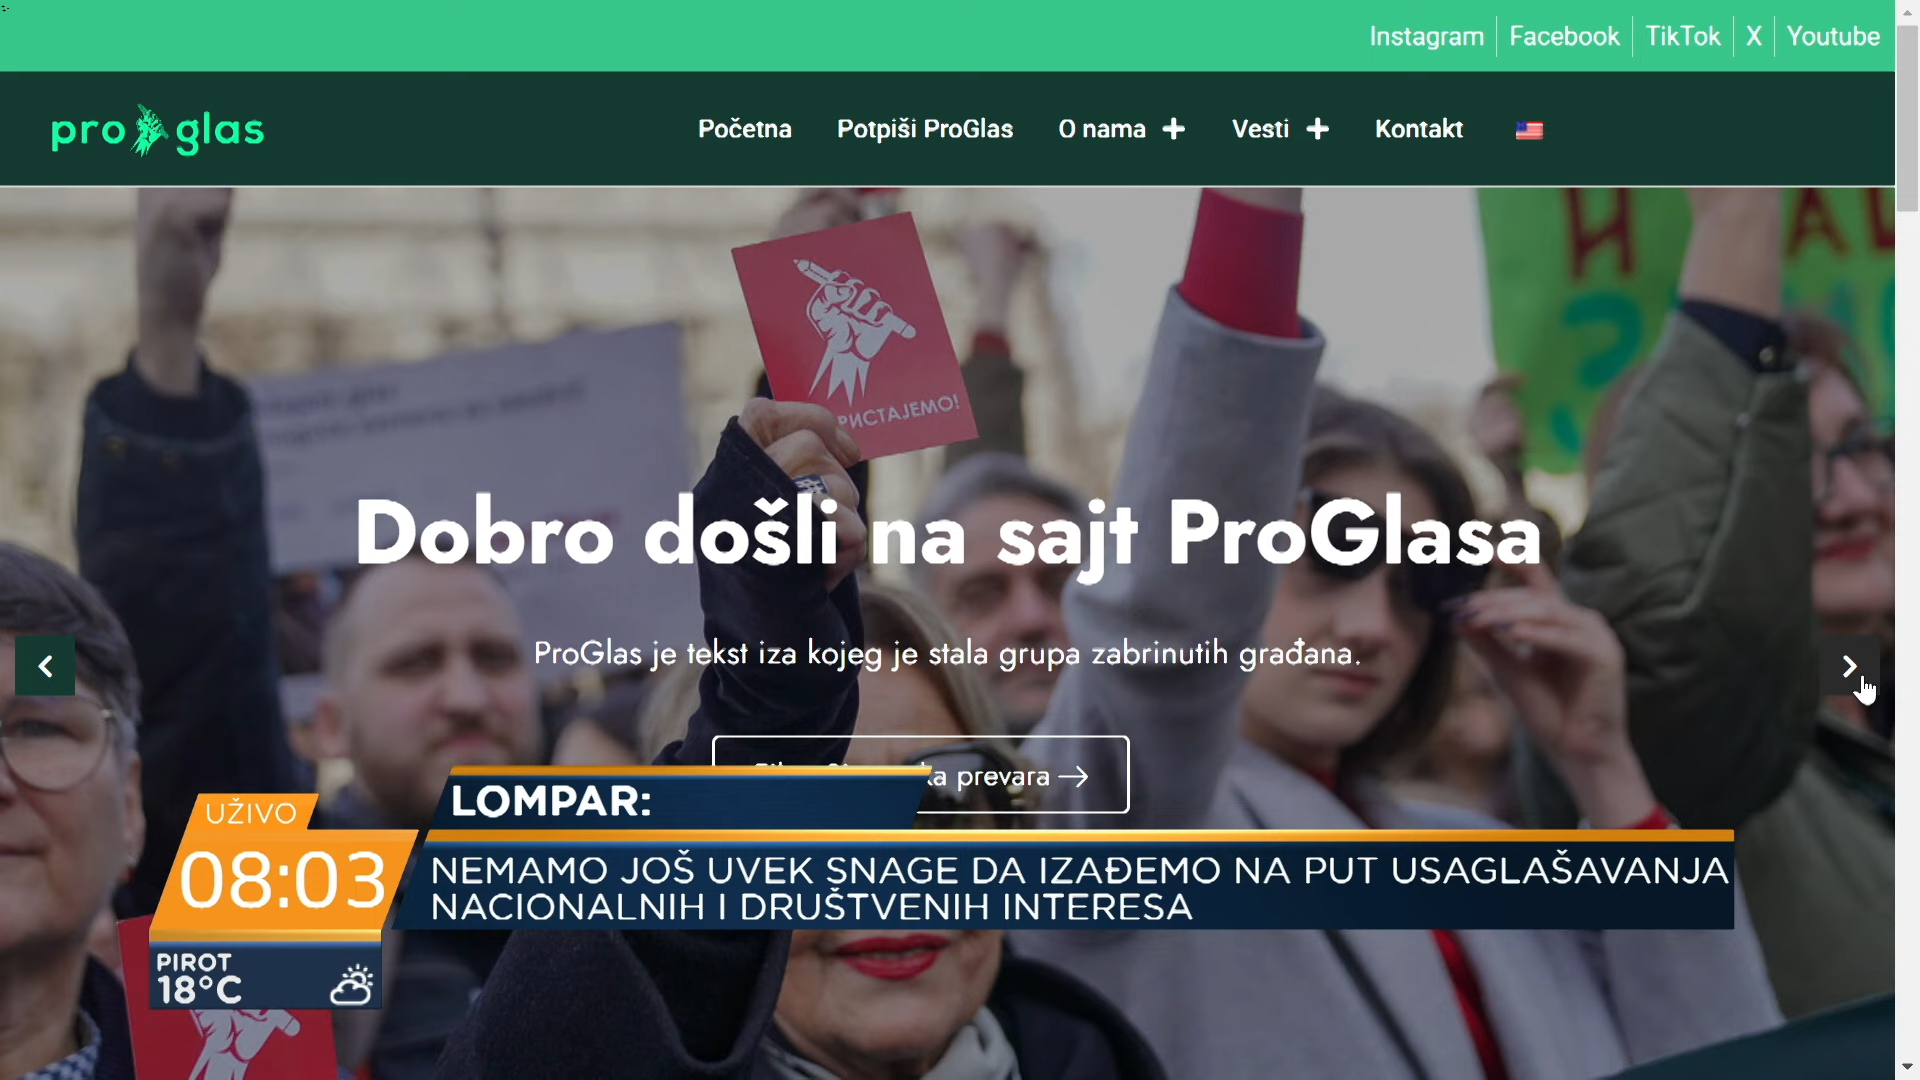 Instagram
Facebook
TikTok
X
Youtube
pro glas
Početna
Potpiši ProGlas
O nama +
Vesti +
Kontakt
РИСТАЈЕМО!
Dobro došli na sajt ProGlasa
ProGlas je tekst iza kojeg je stala grupa zabrinutih građana.
prevara →
UŽIVO
08:03
LOMPAR:
NEMAMO JOŠ UVEK SNAGE DA IZAĐEMO NA PUT USAGLAŠAVANJA
NACIONALNIH I DRUŠTVENIH INTERESA
PIROT
18°C